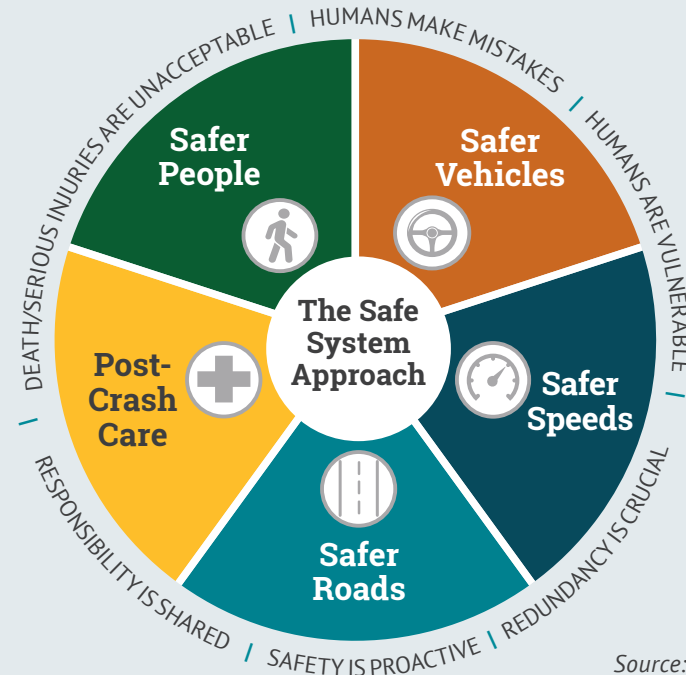 DEATH/SERIOUS INJURIES ARE UNACCEPTABLE | HUMANS MAKE MISTAKES | HUMANS ARE VULNERABLE | REDUNDANCY IS CRUCIAL | SAFETY IS PROACTIVE | RESPONSIBILITY IS SHARED |
Safer
People
Safer
Vehicles
The Safe
System
Approach
Post-
Crash
Care
Safer
Speeds
Safer
Roads
Source: